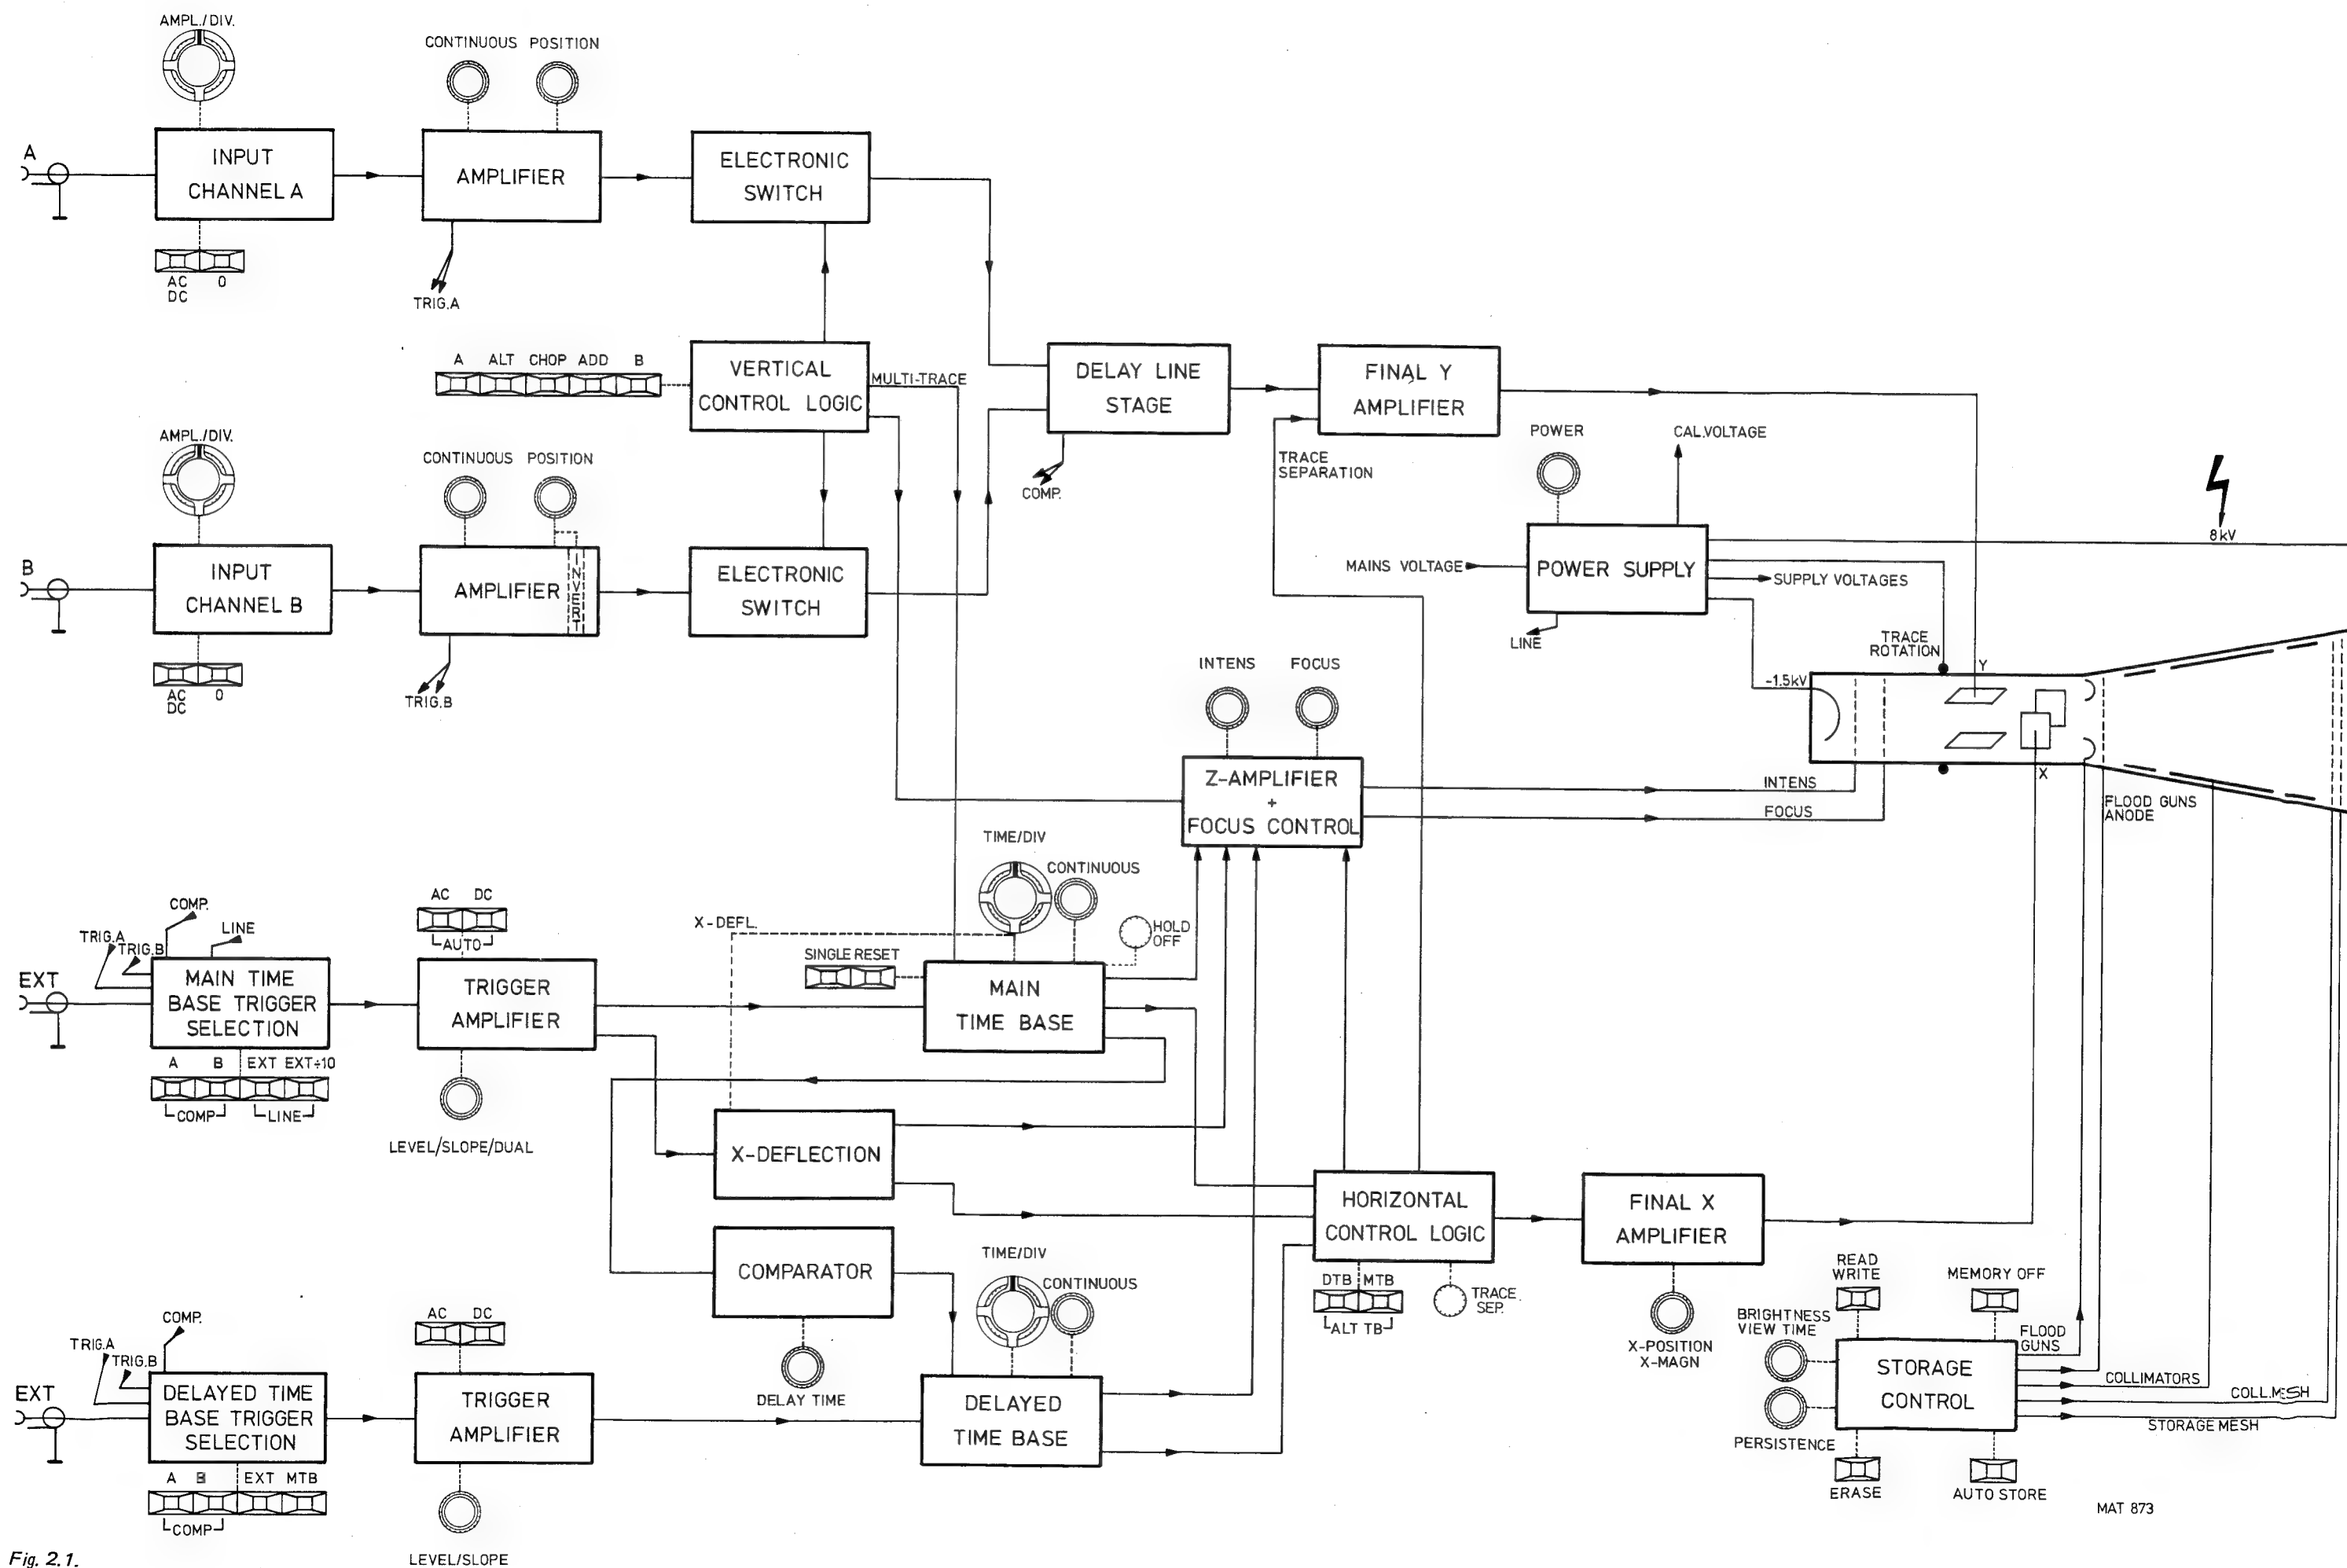 AMPL./DIV.
CONTINUOUS POSITION
A
INPUT
CHANNEL A
AMPLIFIER
ELECTRONIC
SWITCH
AC
DC
0
TRIG.A
A ALT CHOP ADD B
VERTICAL
CONTROL LOGIC
MULTI-TRACE
DELAY LINE
STAGE
COMP.
FINAL Y
AMPLIFIER
TRACE
SEPARATION
POWER
CAL.VOLTAGE
8kV
MAINS VOLTAGE
POWER SUPPLY
SUPPLY VOLTAGES
LINE
-1.5kV
TRACE
ROTATION
Y
X
FLOOD GUNS
ANODE
AMPL./DIV.
CONTINUOUS POSITION
B
INPUT
CHANNEL B
AMPLIFIER
INVERT
ELECTRONIC
SWITCH
AC
DC
0
TRIG.B
INTENS FOCUS
Z-AMPLIFIER
+
FOCUS CONTROL
INTENS
FOCUS
COMP.
TRIG.A
TRIG.B
LINE
EXT
MAIN TIME
BASE TRIGGER
SELECTION
A B EXT EXT÷10
COMP LINE
AC DC
AUTO
TRIGGER
AMPLIFIER
LEVEL/SLOPE/DUAL
X-DEFL.
SINGLE RESET
TIME/DIV
CONTINUOUS
HOLD
OFF
MAIN
TIME BASE
X-DEFLECTION
COMPARATOR
DELAY TIME
HORIZONTAL
CONTROL LOGIC
DTB MTB
ALT TB
TRACE
SEP.
FINAL X
AMPLIFIER
X-POSITION
X-MAGN
COMP.
TRIG.A
TRIG.B
EXT
DELAYED TIME
BASE TRIGGER
SELECTION
A B EXT MTB
COMP
AC DC
TRIGGER
AMPLIFIER
LEVEL/SLOPE
TIME/DIV
CONTINUOUS
DELAYED
TIME BASE
READ
WRITE
MEMORY OFF
BRIGHTNESS
VIEW TIME
PERSISTENCE
STORAGE
CONTROL
FLOOD
GUNS
COLLIMATORS
COLL.MESH
STORAGE MESH
ERASE
AUTO STORE
MAT 873
Fig. 2.1.